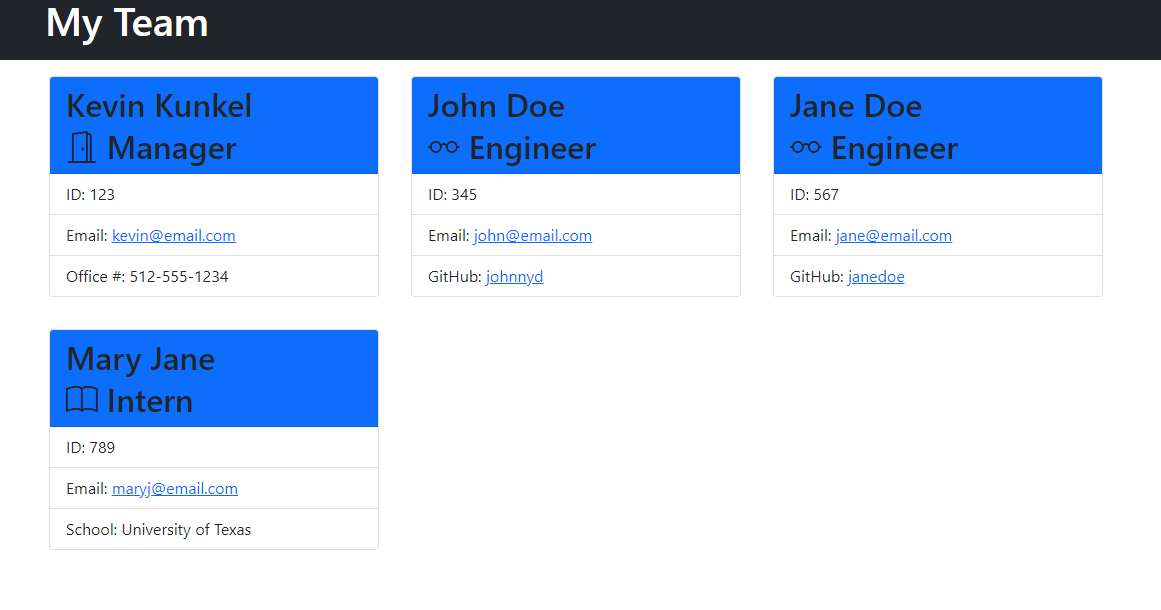 My Team
Kevin Kunkel
Manager
ID: 123
Email: kevin@email.com
Office #: 512-555-1234
John Doe
Engineer
ID: 345
Email: john@email.com
GitHub: johnnyd
Jane Doe
Engineer
ID: 567
Email: jane@email.com
GitHub: janedoe
Mary Jane
Intern
ID: 789
Email: maryj@email.com
School: University of Texas